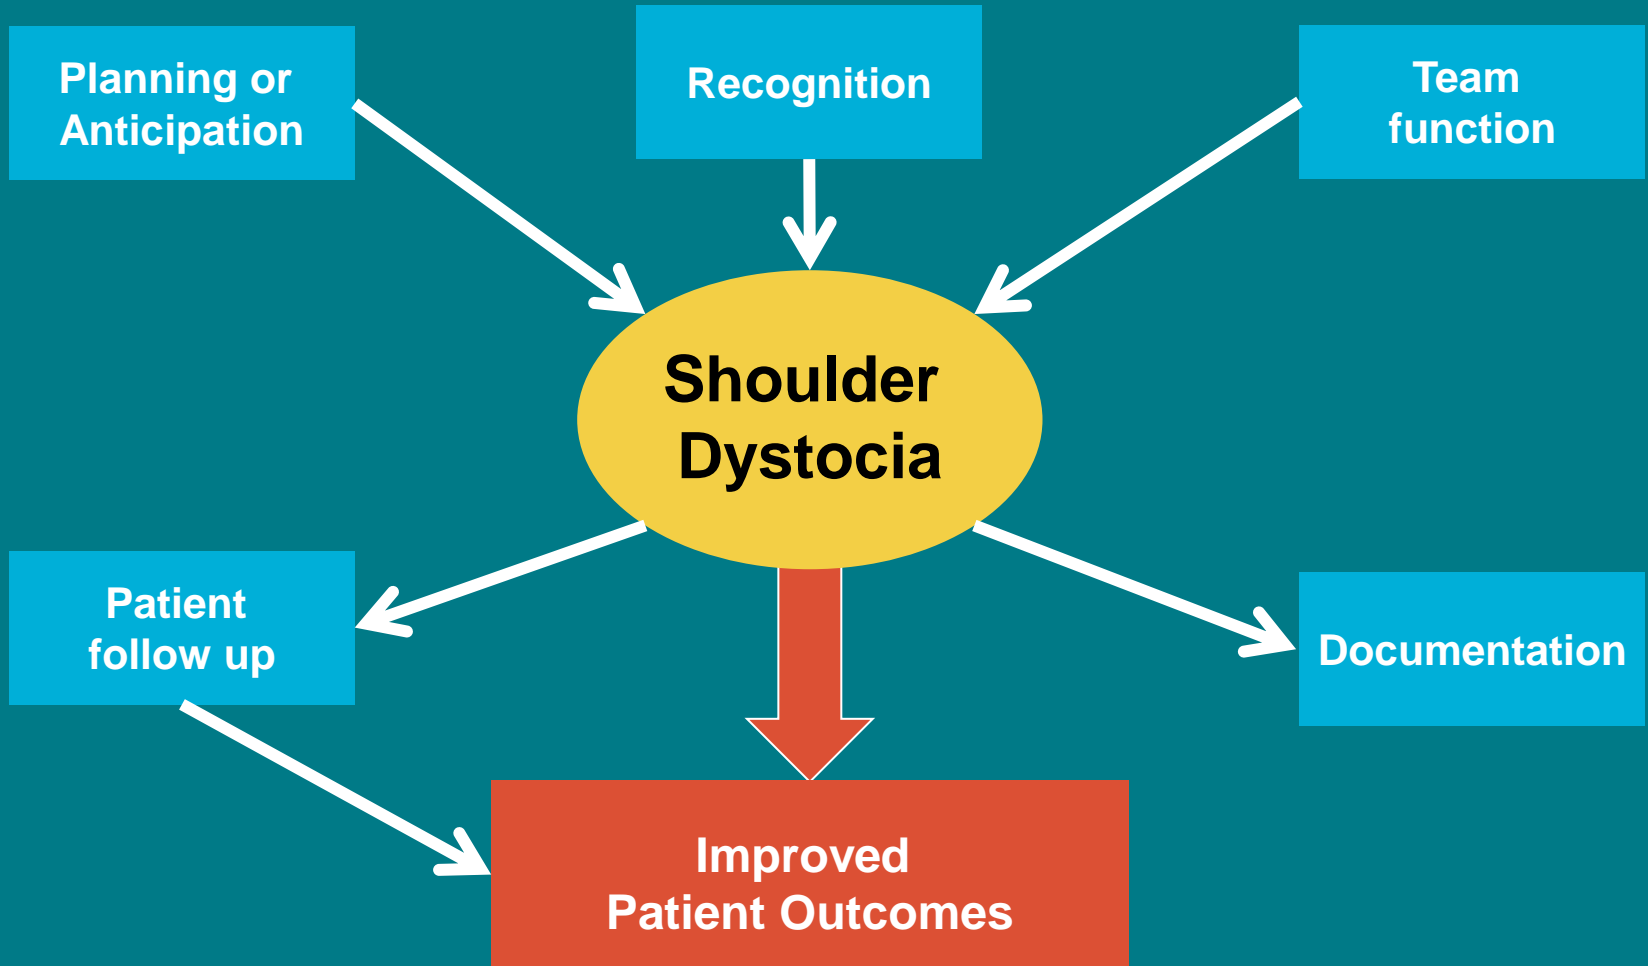 Planning or
Anticipation
Recognition
Team
function
Shoulder
Dystocia
Patient
follow up
Documentation
Improved
Patient Outcomes